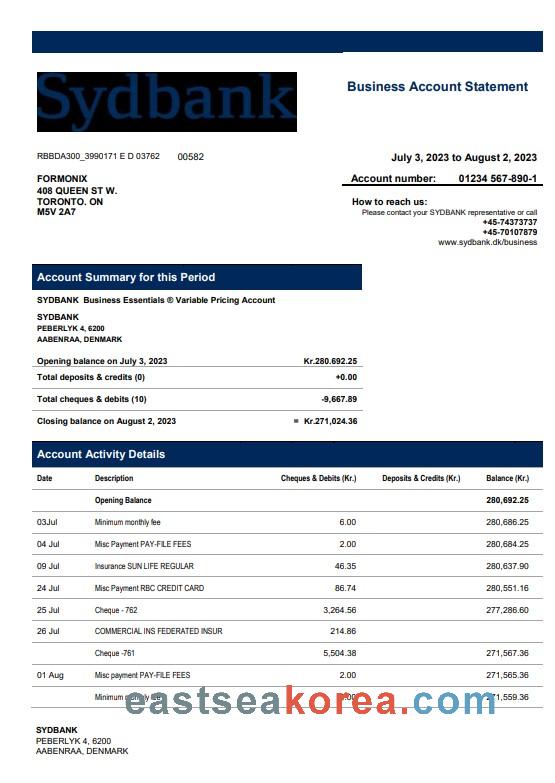 Sydbank
Business Account Statement
RBBDA300_3990171 E D 03762 00582
July 3, 2023 to August 2, 2023
FORMONIX
408 QUEEN ST W.
TORONTO. ON
M5V 2A7
Account number: 01234 567-890-1
How to reach us:
Please contact your SYDBANK representative or call
+45-74373737
+45-70107879
www.sydbank.dk/business
Account Summary for this Period
SYDBANK Business Essentials ® Variable Pricing Account
SYDBANK
PEBERLYK 4, 6200
AABENRAA, DENMARK
Opening balance on July 3, 2023 Kr.280.692.25
Total deposits & credits (0) +0.00
Total cheques & debits (10) -9,667.89
Closing balance on August 2, 2023 = Kr.271,024.36
Account Activity Details
Date Description Cheques & Debits (Kr.) Deposits & Credits (Kr.) Balance (Kr.)
Opening Balance 280,692.25
03Jul Minimum monthly fee 6.00 280,686.25
04 Jul Misc Payment PAY-FILE FEES 2.00 280,684.25
09 Jul Insurance SUN LIFE REGULAR 46.35 280,637.90
24 Jul Misc Payment RBC CREDIT CARD 86.74 280,551.16
25 Jul Cheque - 762 3,264.56 277,286.60
26 Jul COMMERCIAL INS FEDERATED INSUR 214.86
Cheque -761 5,504.38 271,567.36
01 Aug Misc payment PAY-FILE FEES 2.00 271,565.36
Minimum monthly fee 6.00 271,559.36
eastseakorea.com
SYDBANK
PEBERLYK 4, 6200
AABENRAA, DENMARK